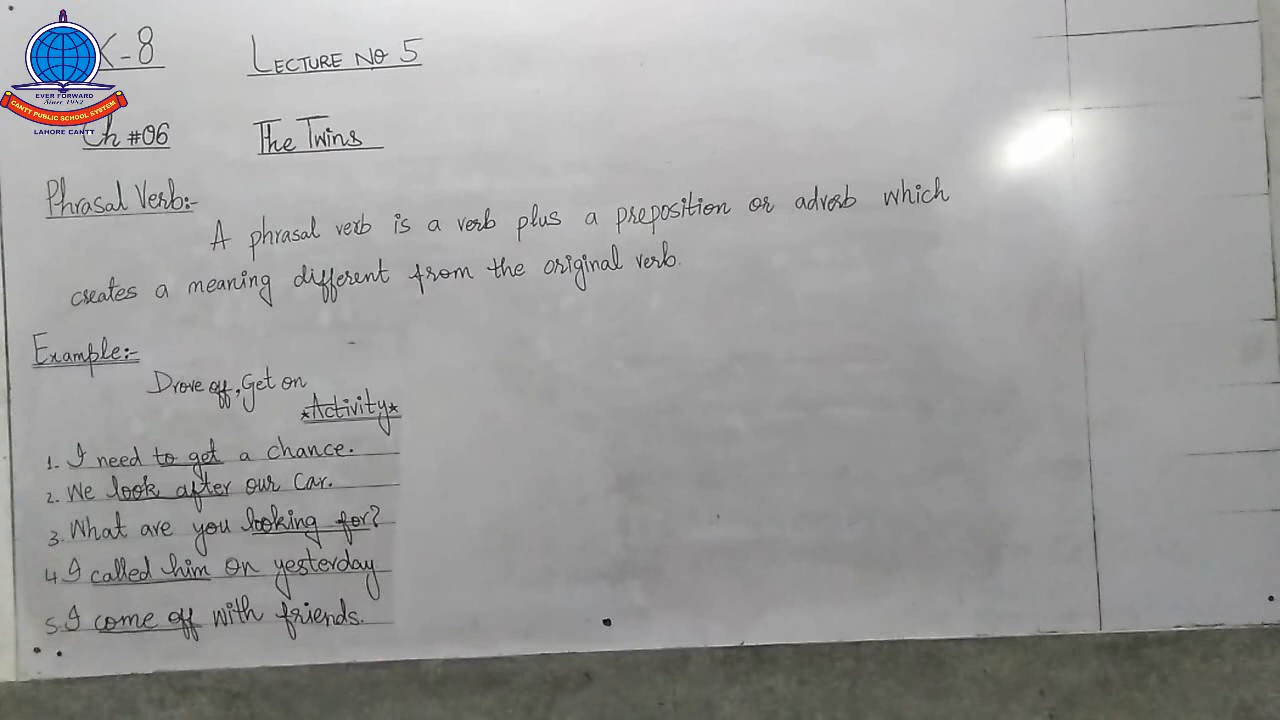 K-8
LECTURE NO 5
EVER FORWARD
Since 1982
CANTT PUBLIC SCHOOL SYSTEM
LAHORE CANTT
Ch #06
The Twins
Phrasal Verb:-
A phrasal verb is a verb plus a preposition or adverb which
creates a meaning different from the original verb.
Example:-
Drove off, Get on
*Activity*
1. I need to get a chance.
2. We look after our Car.
3. What are you looking for?
4. I called him on yesterday
5. I come off with friends.